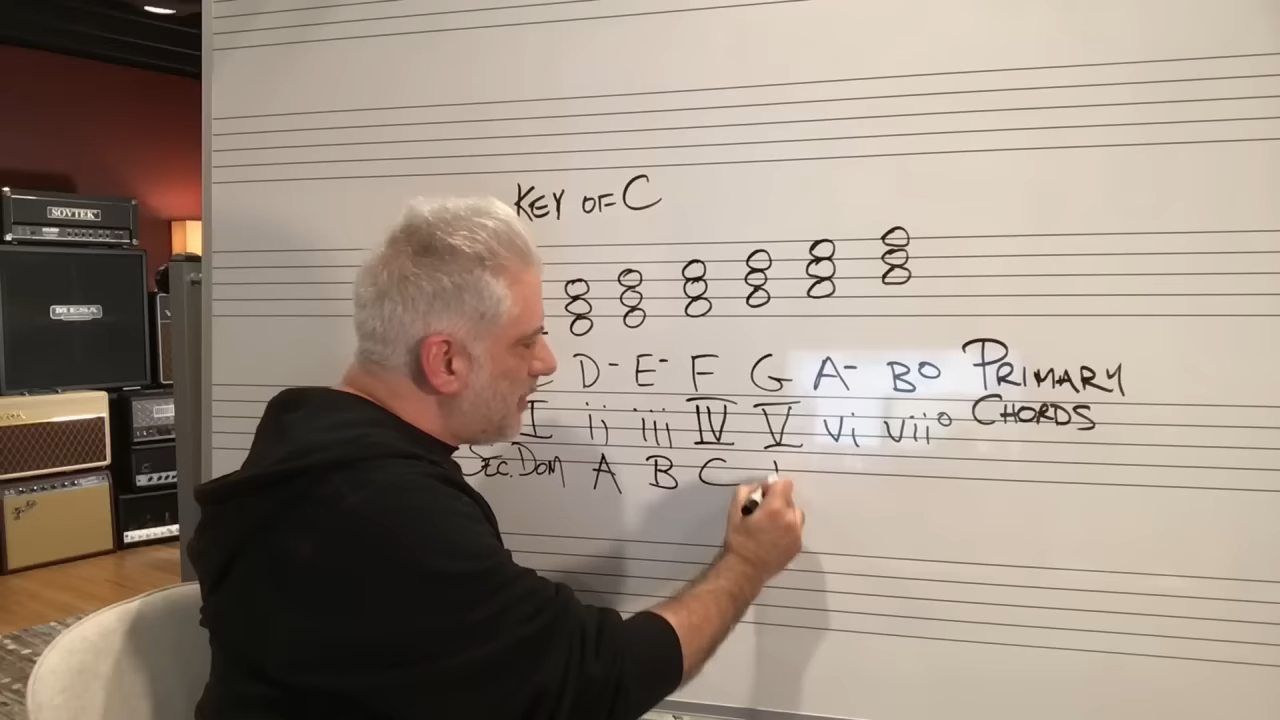 SOVTEK
MESA
KEY OF C
D- E- F G A- B° PRIMARY
I ii iii IV V vi vii° CHORDS
SEC. DOM A B C